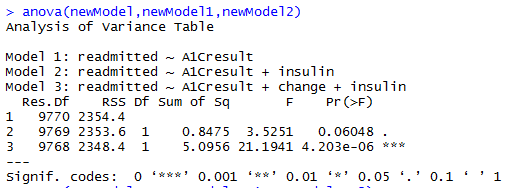 > anova(newModel,newModel1,newModel2)
Analysis of Variance Table
Model 1: readmitted ~ A1Cresult
Model 2: readmitted ~ A1Cresult + insulin
Model 3: readmitted ~ A1Cresult + change + insulin
Res.Df RSS Df Sum of Sq F Pr(>F)
1 9770 2354.4
2 9769 2353.6 1 0.8475 3.5251 0.06048 .
3 9768 2348.4 1 5.0956 21.1941 4.203e-06 ***
---
Signif. codes: 0 ‘***’ 0.001 ‘**’ 0.01 ‘*’ 0.05 ‘.’ 0.1 ‘ ’ 1